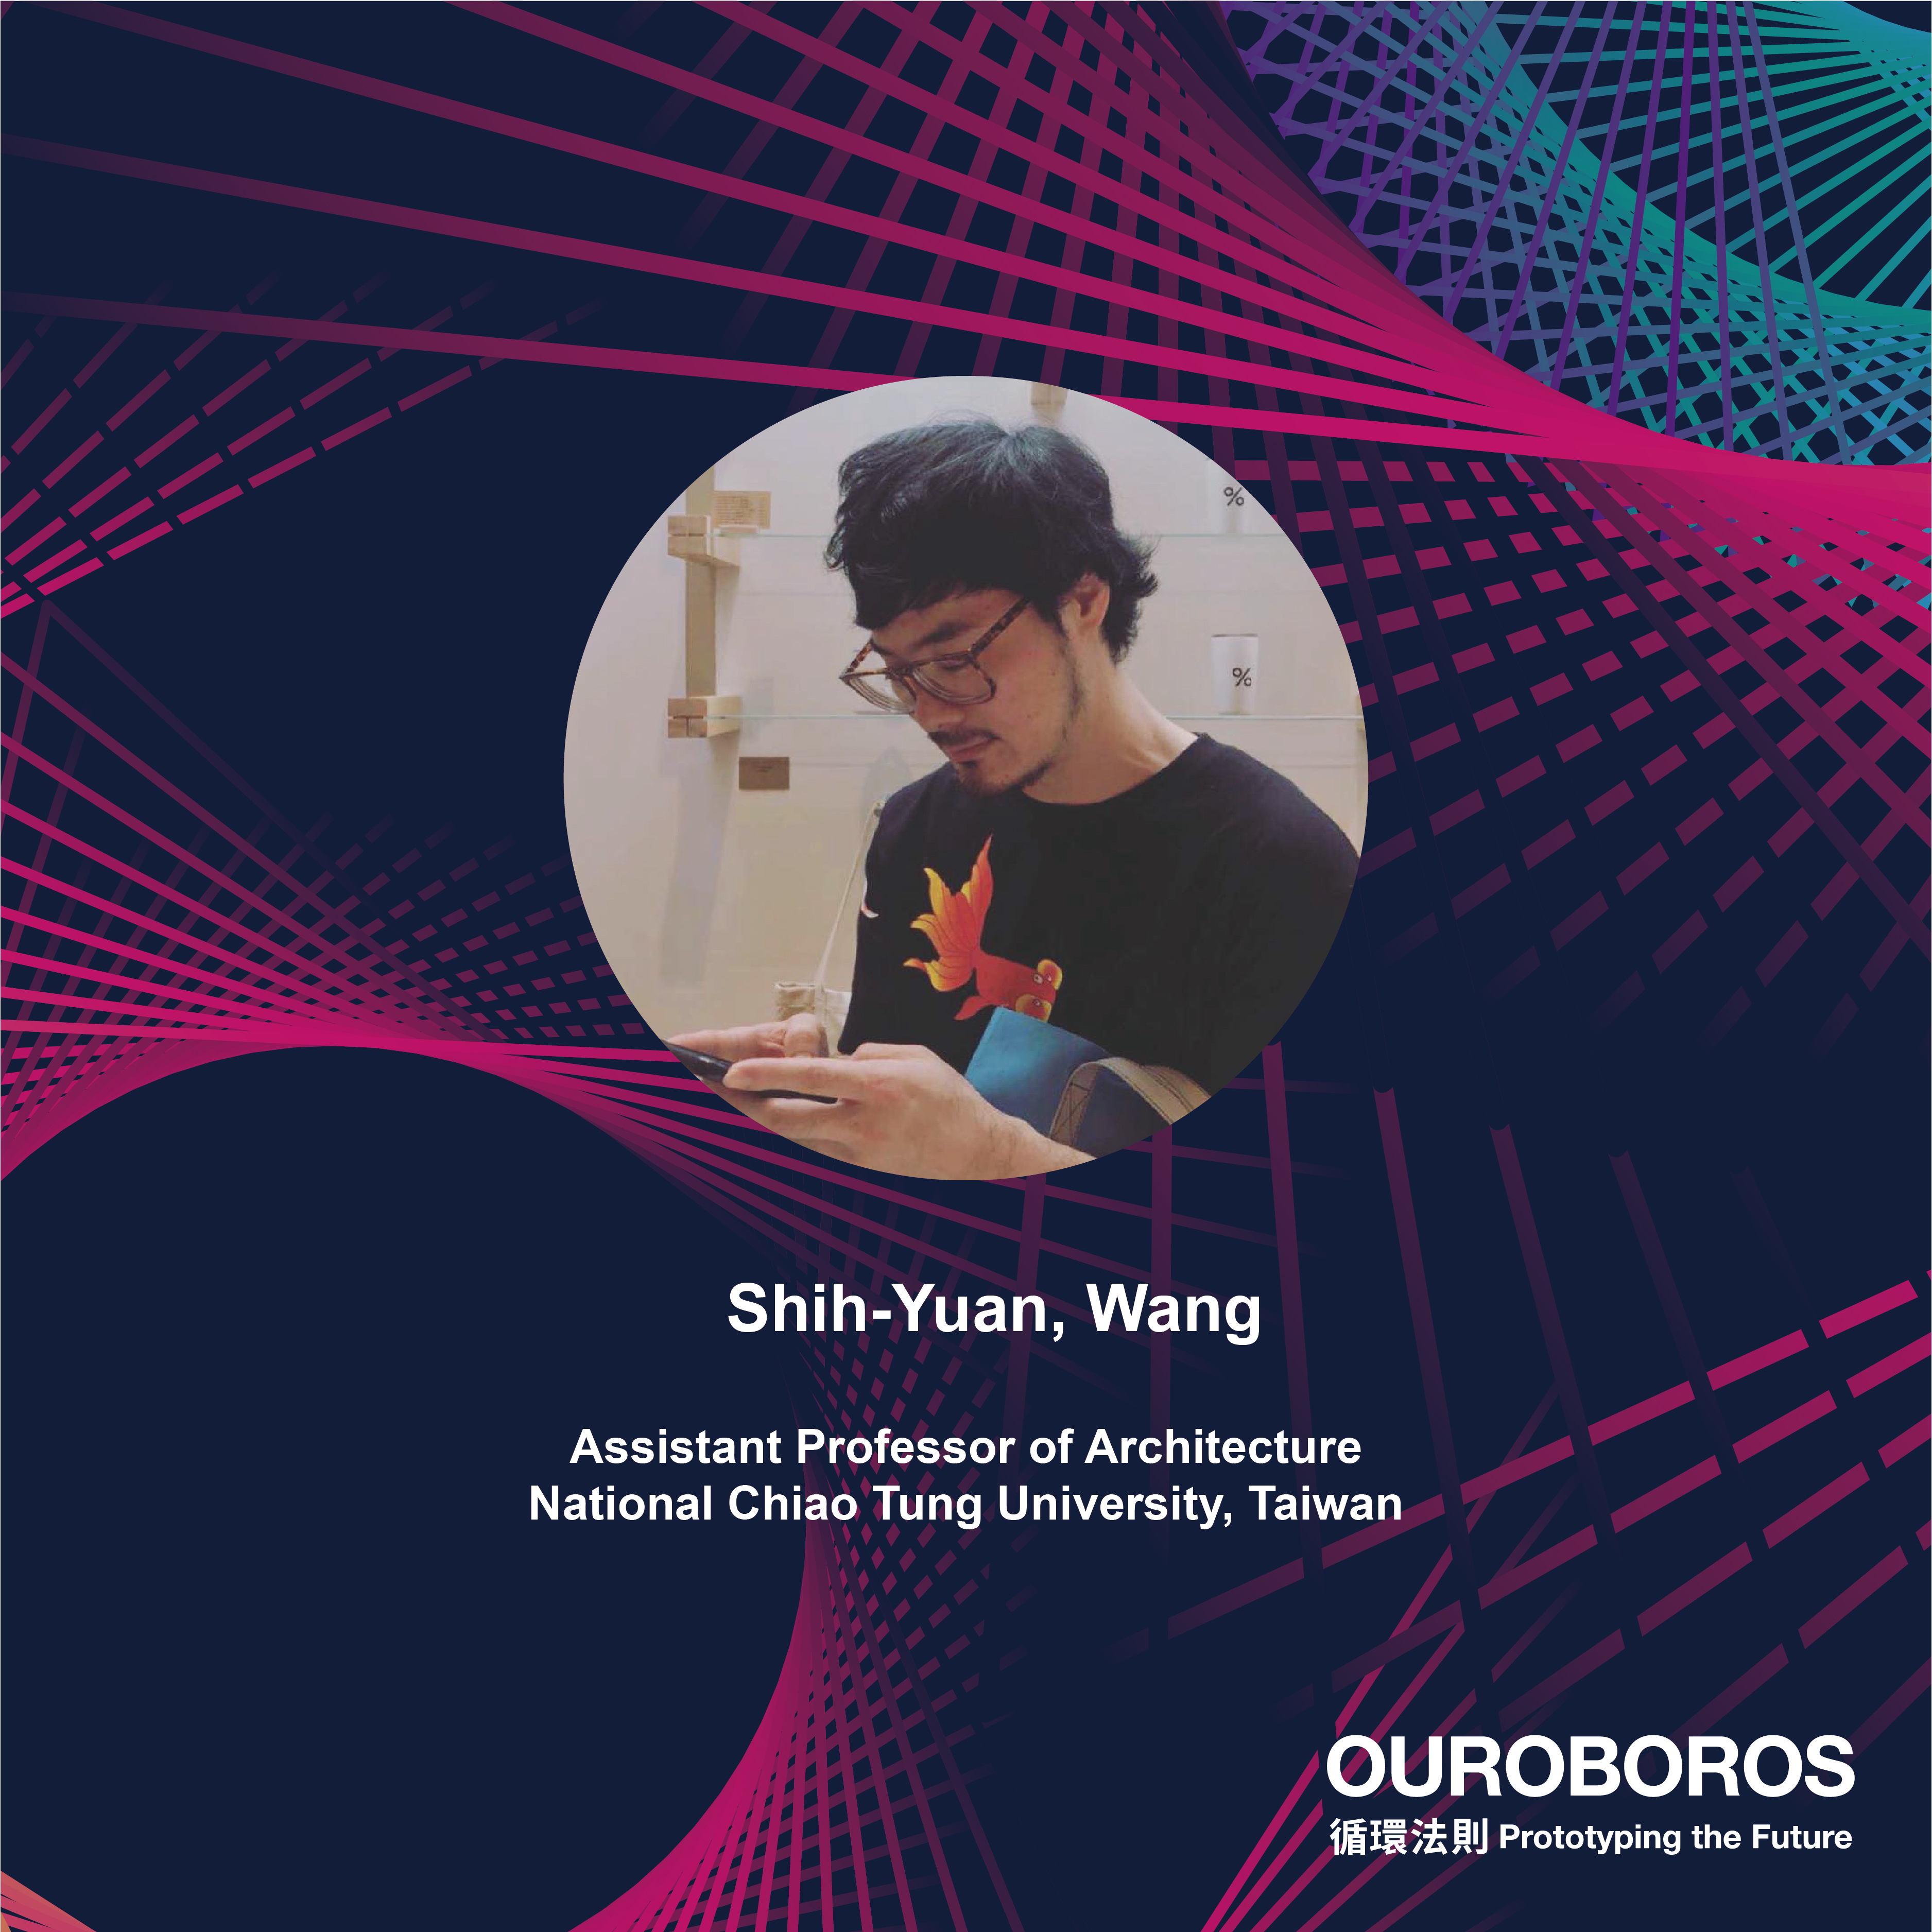 %
%
Shih-Yuan, Wang
Assistant Professor of Architecture
National Chiao Tung University, Taiwan
OUROBOROS
循環法則 Prototyping the Future